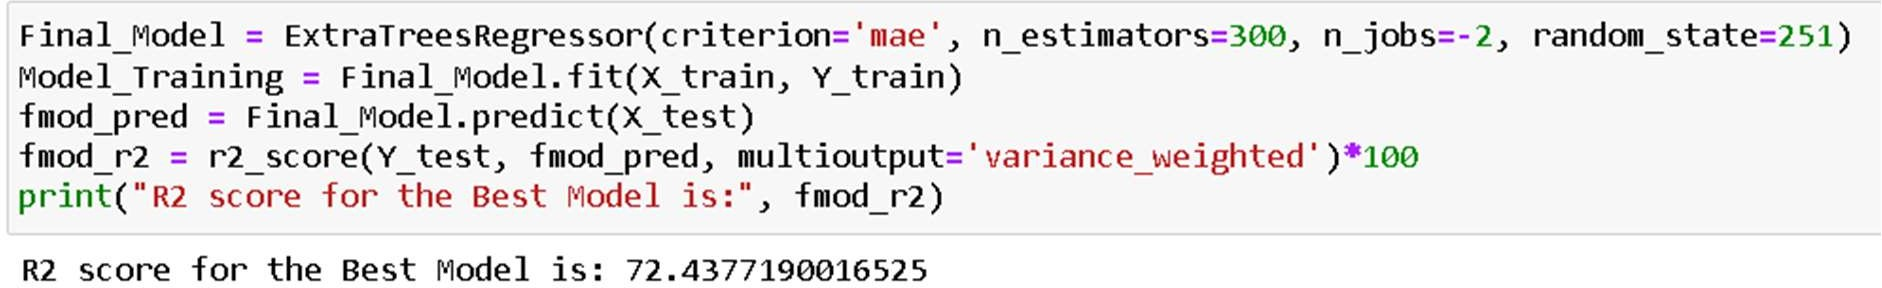 Final_Model = ExtraTreesRegressor(criterion='mae', n_estimators=300, n_jobs=-2, random_state=251)
Model_Training = Final_Model.fit(X_train, Y_train)
fmod_pred = Final_Model.predict(X_test)
fmod_r2 = r2_score(Y_test, fmod_pred, multioutput='variance_weighted')*100
print("R2 score for the Best Model is:", fmod_r2)
R2 score for the Best Model is: 72.4377190016525